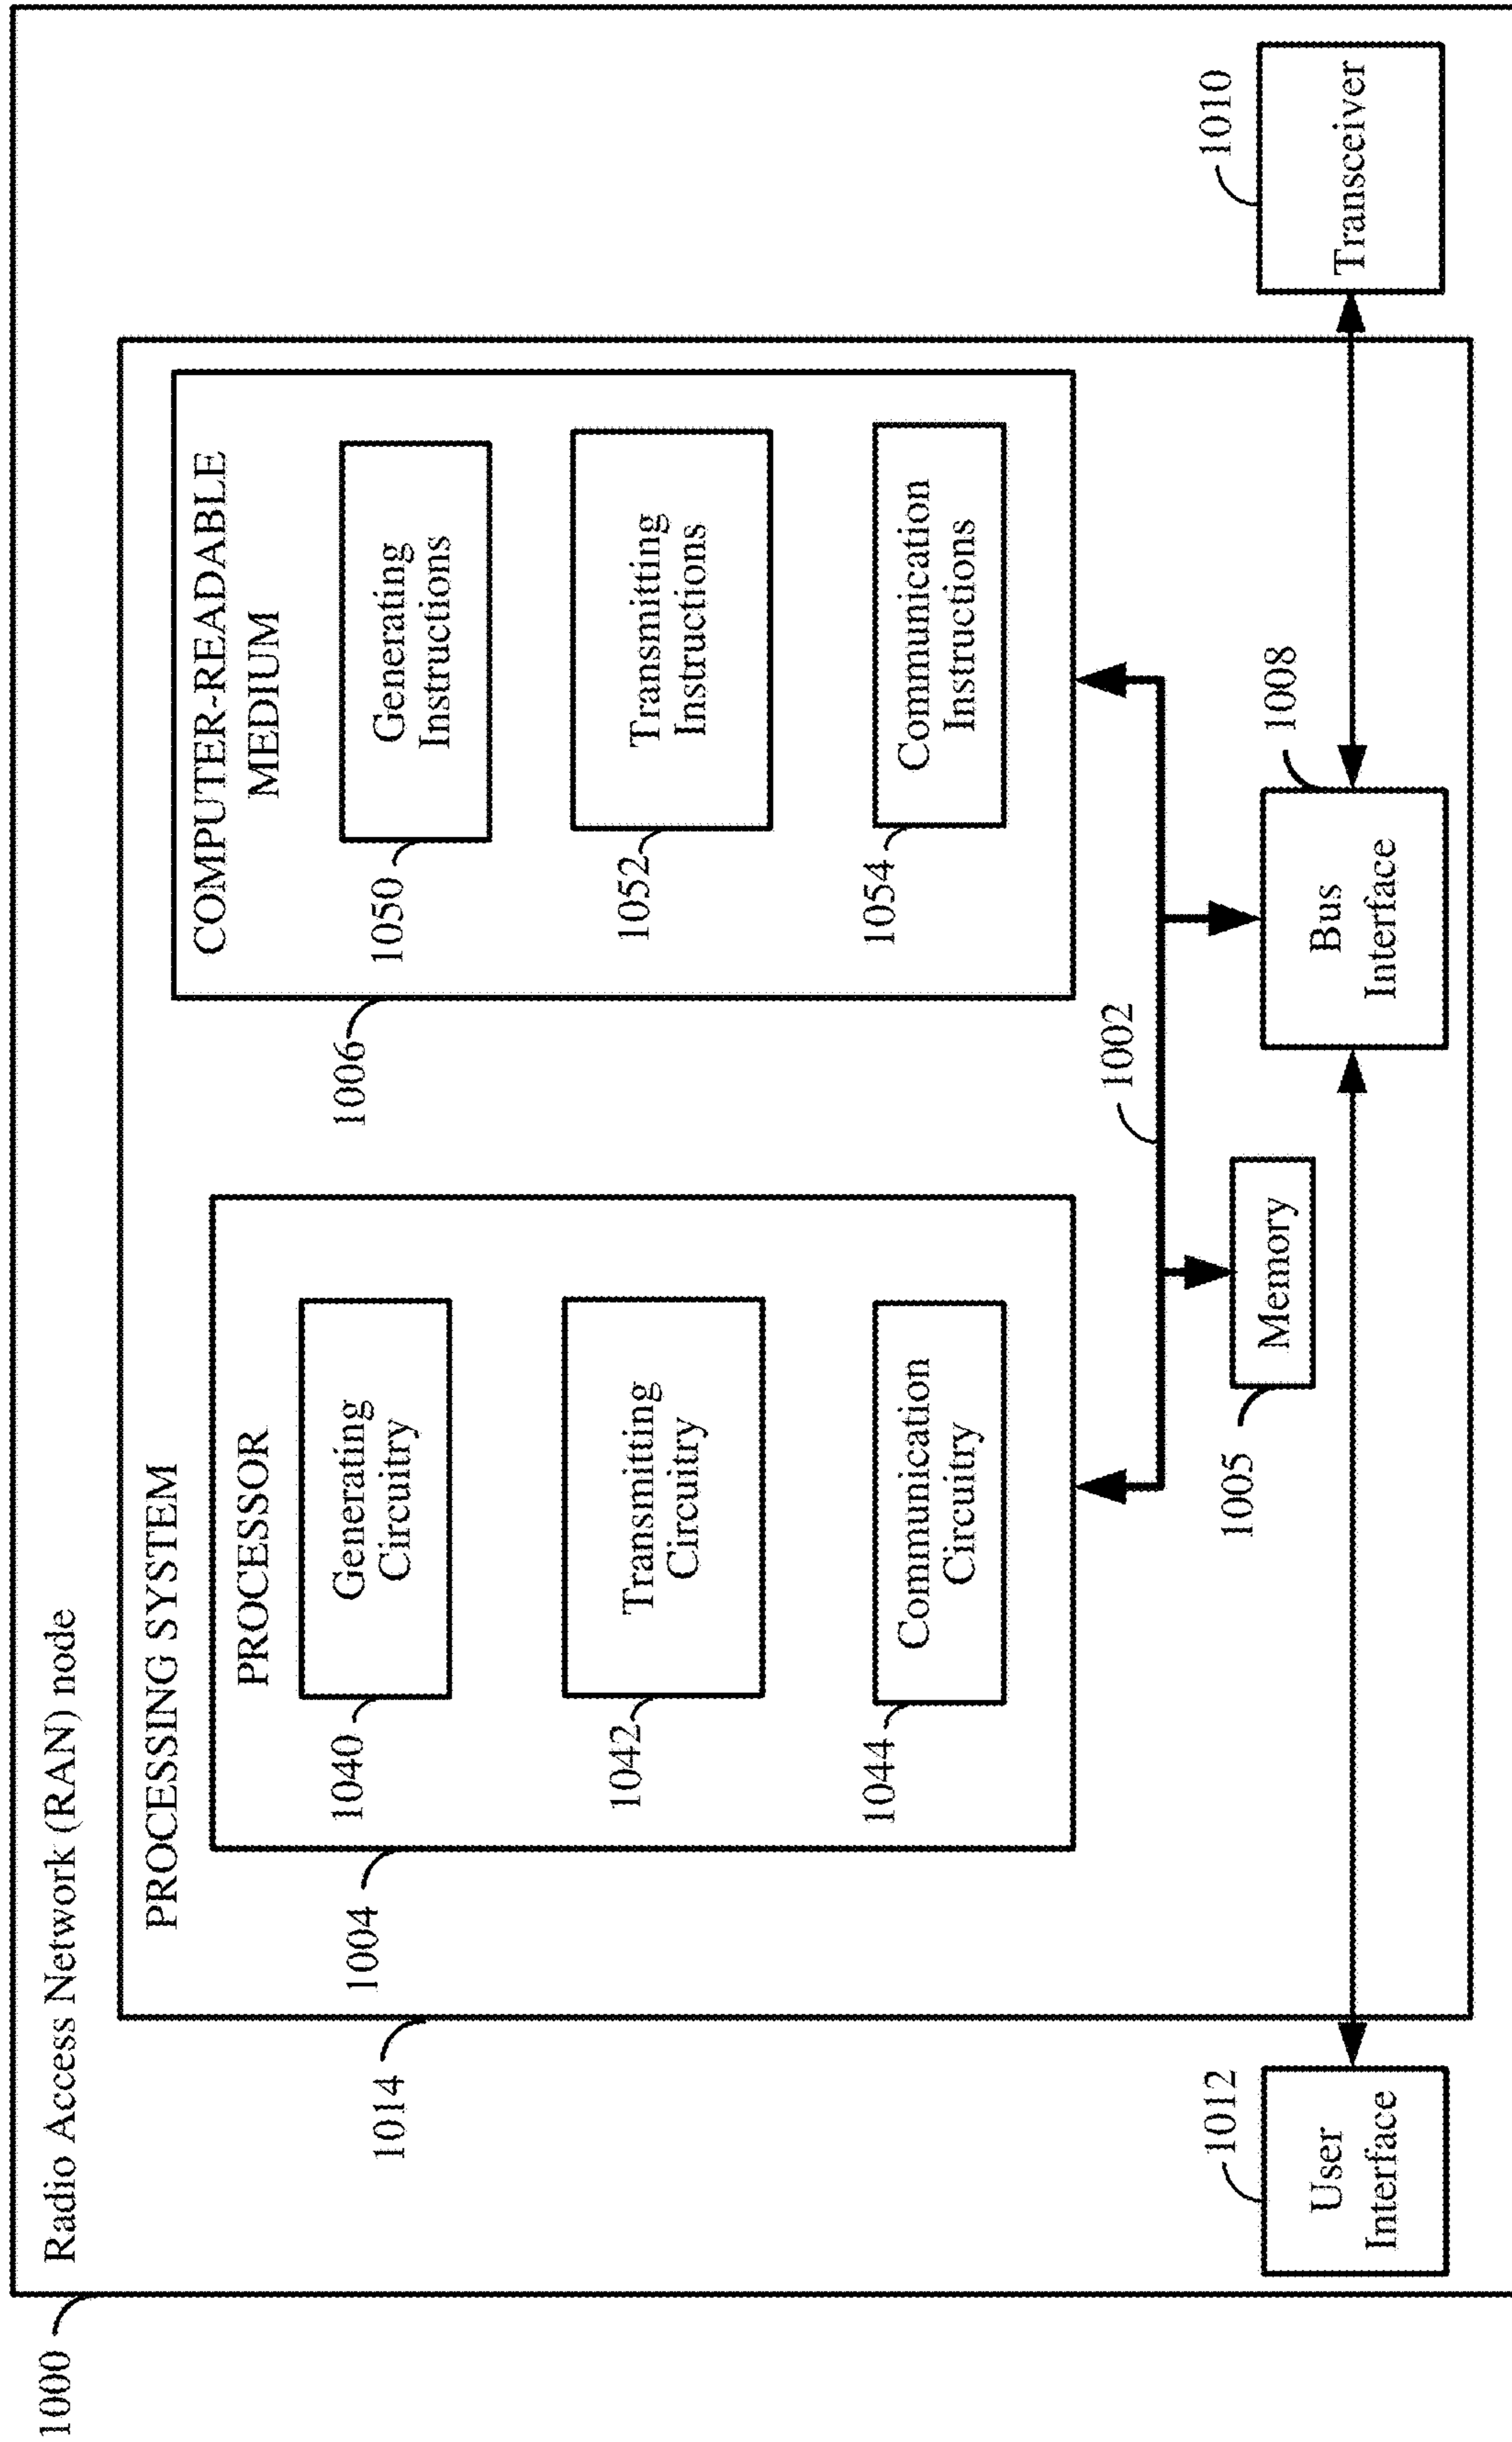 1000
Radio Access Network (RAN) node
1014
PROCESSING SYSTEM
1004
PROCESSOR
1040
Generating
Circuitry
1042
Transmitting
Circuitry
1044
Communication
Circuitry
1006
COMPUTER-READABLE
MEDIUM
1050
Generating
Instructions
1052
Transmitting
Instructions
1054
Communication
Instructions
1002
1005
Memory
1008
Bus
Interface
1012
User
Interface
1010
Transceiver